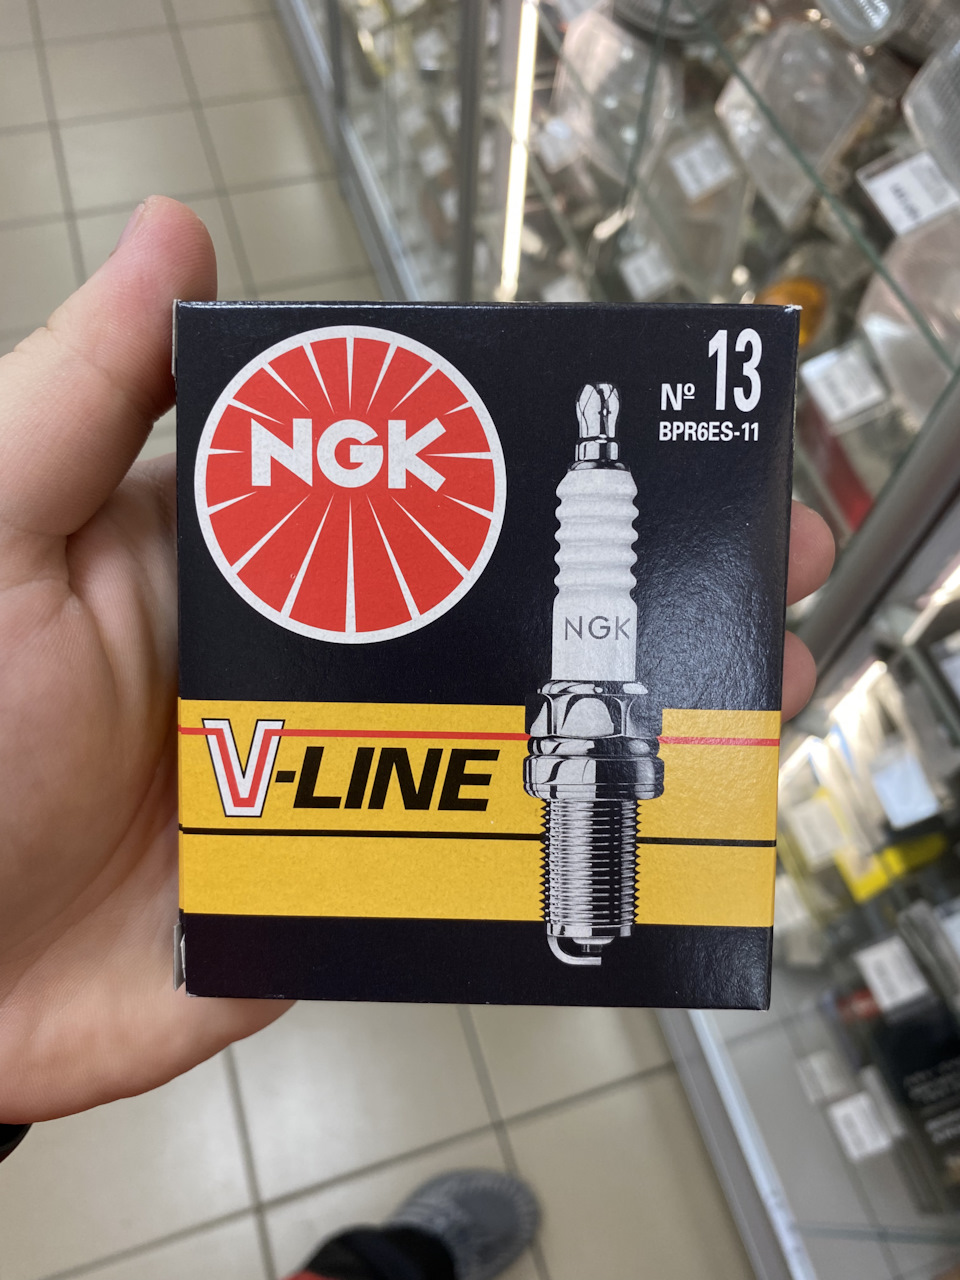 NGK
Nº 13
BPR6ES-11
NGK
V-LINE